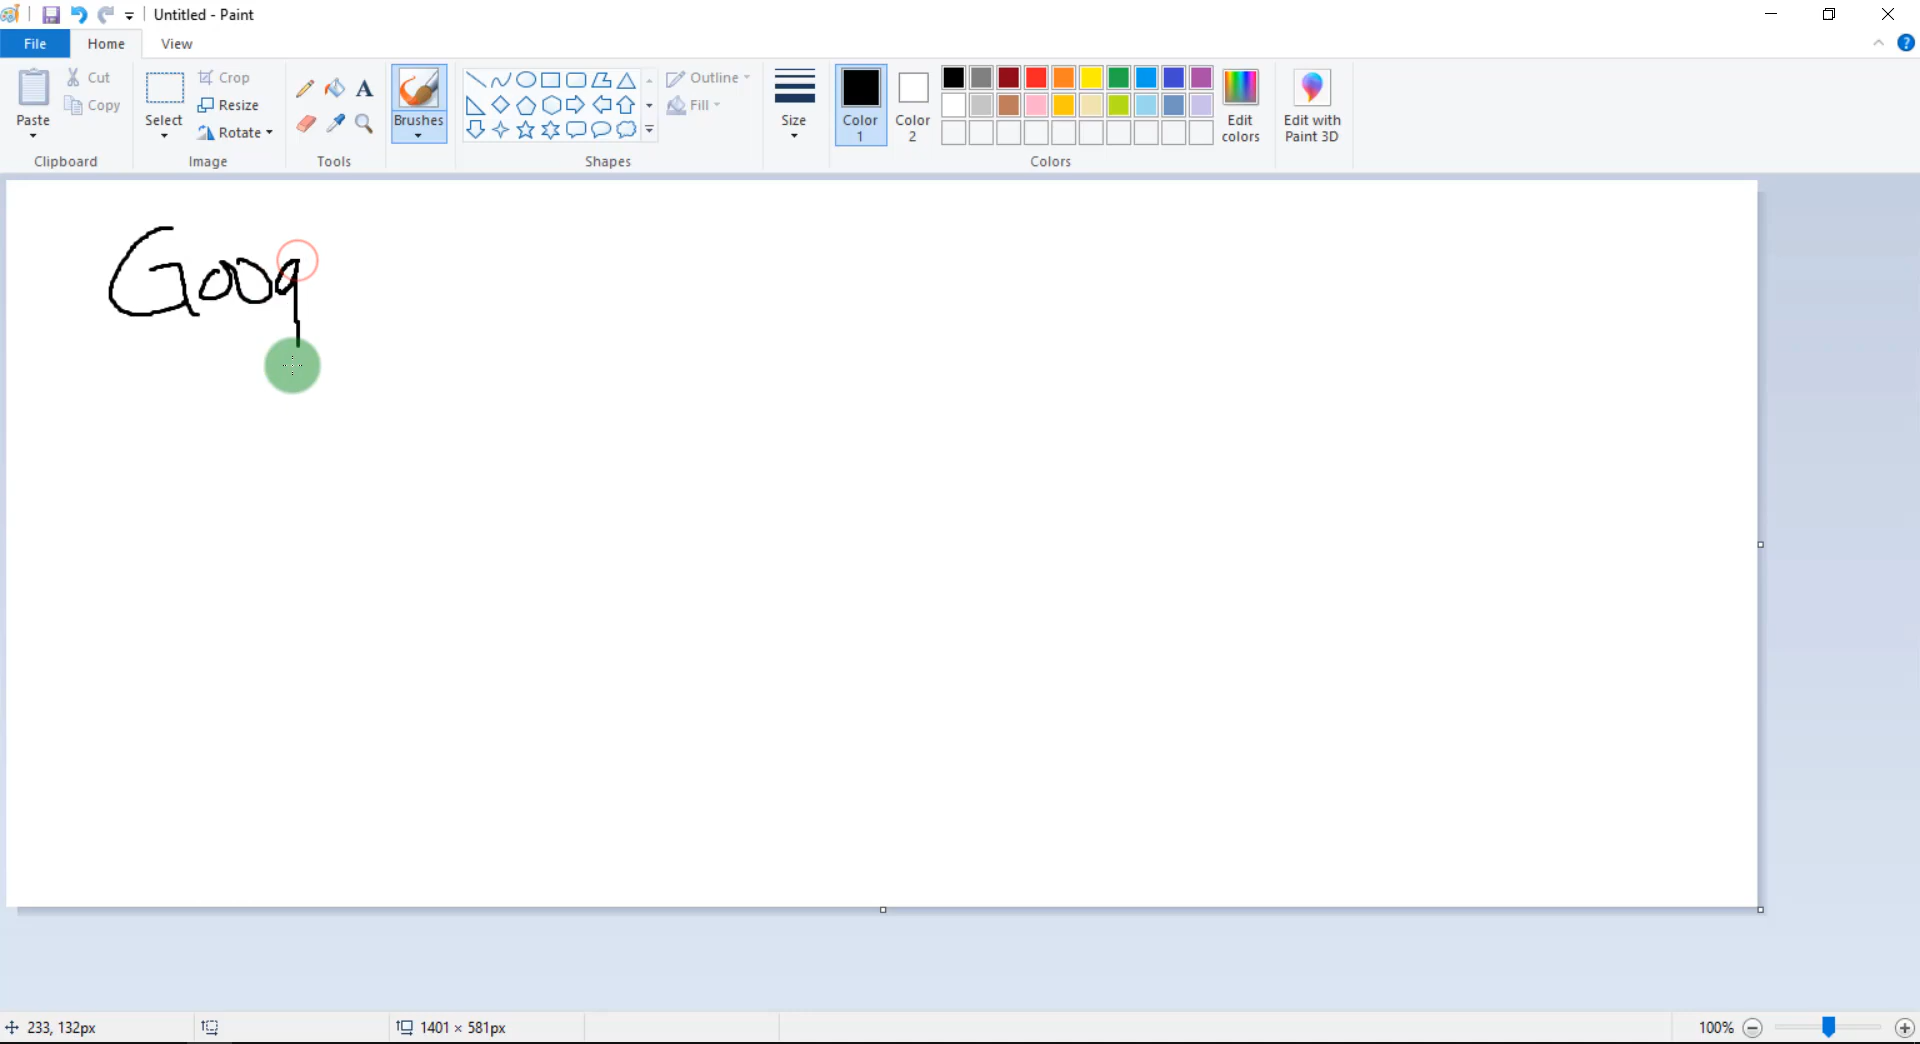 Untitled - Paint
File Home View
Paste Cut Copy Clipboard
Select Crop Resize Rotate Image
Tools
Brushes
Shapes
Outline Fill
Size
Color 1 Color 2 Edit colors Colors
Edit with Paint 3D
Goog
233, 132px 1401 × 581px 100%